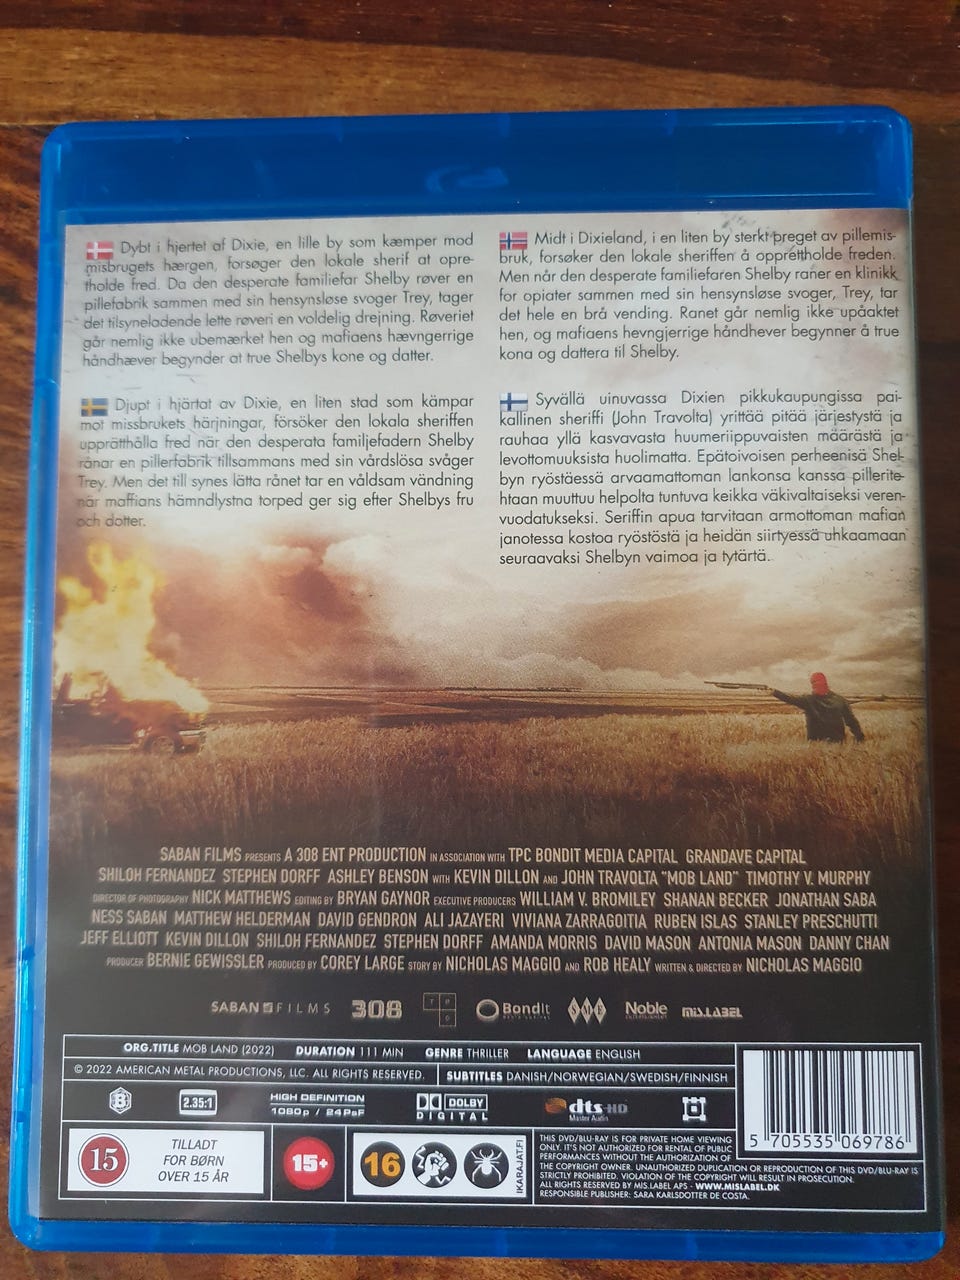 Dybt i hjertet af Dixie, en lille by som kæmper mod
misbrugets hærgen, forsøger den lokale sherif at opre-
tholde fred. Da den desperate familiefar Shelby røver en
pillefabrik sammen med sin hensynsløse svoger Trey, tager
det tilsyneladende lette røveri en voldelig drejning. Røveriet
går nemlig ikke ubemærket hen og mafiaens hævngerrige
håndhæver begynder at true Shelbys kone og datter.
Midt i Dixieland, i en liten by sterkt preget av pillemis-
bruk, forsøker den lokale sheriffen å opprettholde freden.
Men når den desperate familiefaren Shelby raner en klinikk
for opiater sammen med sin hensynsløse svoger, Trey, tar
det hele en brå vending. Ranet går nemlig ikke upåaktet
hen, og mafiaens hevngjerrige håndhever begynner å true
kona og dattera til Shelby.
Djupt i hjärtat av Dixie, en liten stad som kämpar
mot missbrukets härjningar, försöker den lokala sheriffen
upprätthålla fred när den desperata familjefadern Shelby
rånar en pillerfabrik tillsammans med sin vårdslösa svåger
Trey. Men det till synes lätta rånet tar en våldsam vändning
när maffians hämndlystna torped ger sig efter Shelbys fru
och dotter.
Syvällä uinuvassa Dixien pikkukaupungissa pai-
kallinen sheriffi (John Travolta) yrittää pitää järjestystä ja
rauhaa yllä kasvavasta huumeriippuvaisten määrästä ja
levottomuuksista huolimatta. Epätoivoisen perheenisä Shel-
byn ryöstäessä arvaamattoman lankonsa kanssa pillerite-
htaan muuttuu helpolta tuntuva keikka väkivaltaiseksi veren-
vuodatukseksi. Seriffin apua tarvitaan armottoman mafian
janotessa kostoa ryöstöstä ja heidän siirtyessä uhkaamaan
seuraavaksi Shelbyn vaimoa ja tytärtä.
SABAN FILMS PRESENTS A 308 ENT PRODUCTION IN ASSOCIATION WITH TPC BONDIT MEDIA CAPITAL GRANDAVE CAPITAL
SHILOH FERNANDEZ STEPHEN DORFF ASHLEY BENSON WITH KEVIN DILLON AND JOHN TRAVOLTA "MOB LAND" TIMOTHY V. MURPHY
DIRECTOR OF PHOTOGRAPHY NICK MATTHEWS EDITING BY BRYAN GAYNOR EXECUTIVE PRODUCERS WILLIAM V. BROMILEY SHANAN BECKER JONATHAN SABA
NESS SABAN MATTHEW HELDERMAN DAVID GENDRON ALI JAZAYERI VIVIANA ZARRAGOITIA RUBEN ISLAS STANLEY PRESCHUTTI
JEFF ELLIOTT KEVIN DILLON SHILOH FERNANDEZ STEPHEN DORFF AMANDA MORRIS DAVID MASON ANTONIA MASON DANNY CHAN
PRODUCER BERNIE GEWISSLER PRODUCED BY COREY LARGE STORY BY NICHOLAS MAGGIO AND ROB HEALY WRITTEN & DIRECTED BY NICHOLAS MAGGIO
SABAN FILMS 308 TPC BondIt MEDIA CAPITAL SME Noble ENTERTAINMENT MIS.LABEL
ORG.TITLE MOB LAND (2022) DURATION 111 MIN GENRE THRILLER LANGUAGE ENGLISH
© 2022 AMERICAN METAL PRODUCTIONS, LLC. ALL RIGHTS RESERVED. SUBTITLES DANISH/NORWEGIAN/SWEDISH/FINNISH
B 2.35:1 HIGH DEFINITION 1080p / 24PsF DOLBY DIGITAL dts-HD Master Audio
5 705535 069786
15 TILLADT
FOR BØRN
OVER 15 ÅR
15+
16
IKARAJAT.FI
THIS DVD/BLU-RAY IS FOR PRIVATE HOME VIEWING
ONLY. IT'S NOT AUTHORIZED FOR RENTAL OF PUBLIC
PERFORMANCES WITHOUT THE AUTHORIZATION OF
THE COPYRIGHT OWNER. UNAUTHORIZED DUPLICATION OR REPRODUCTION OF THIS DVD/BLU-RAY IS
STRICTLY PROHIBITED. VIOLATION OF THE COPYRIGHT WILL RESULT IN PROSECUTION.
ALL RIGHTS RESERVED BY MIS.LABEL APS - WWW.MISLABEL.DK
RESPONSIBLE PUBLISHER: SARA KARLSDOTTER DE COSTA.